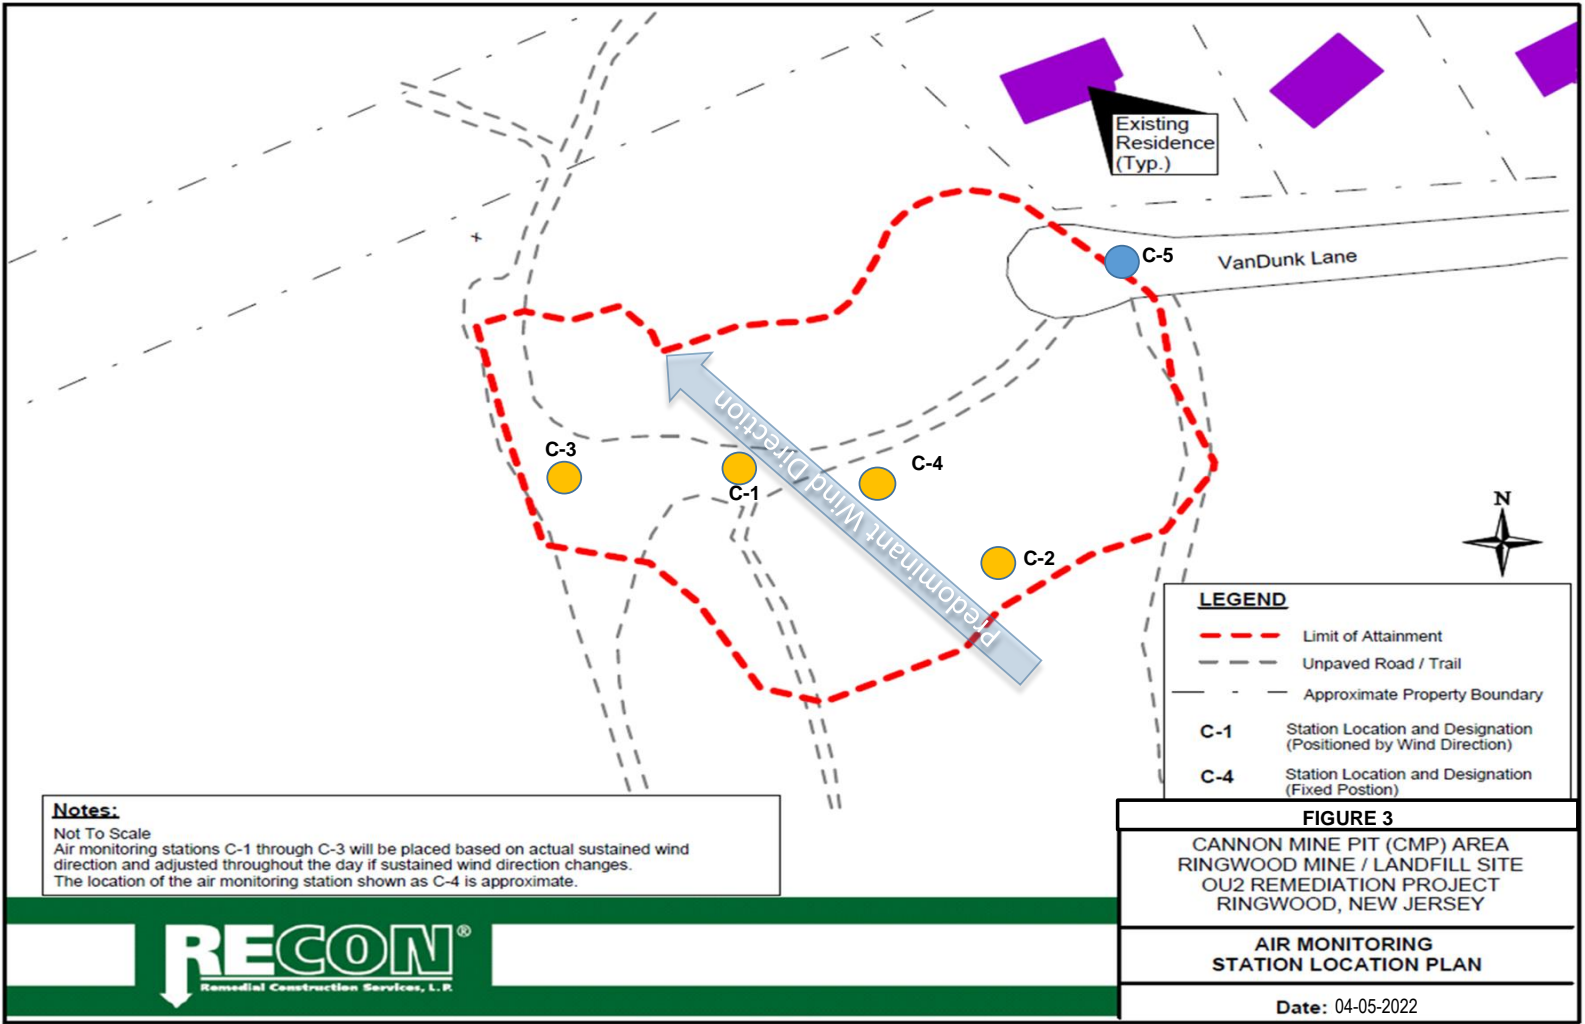 Existing
Residence
(Typ.)
C-5
VanDunk Lane
Predominant Wind Direction
C-3
C-1
C-4
C-2
N
LEGEND
Limit of Attainment
Unpaved Road / Trail
Approximate Property Boundary
C-1 Station Location and Designation
(Positioned by Wind Direction)
C-4 Station Location and Designation
(Fixed Postion)
Notes:
Not To Scale
Air monitoring stations C-1 through C-3 will be placed based on actual sustained wind
direction and adjusted throughout the day if sustained wind direction changes.
The location of the air monitoring station shown as C-4 is approximate.
FIGURE 3
CANNON MINE PIT (CMP) AREA
RINGWOOD MINE / LANDFILL SITE
OU2 REMEDIATION PROJECT
RINGWOOD, NEW JERSEY
AIR MONITORING
STATION LOCATION PLAN
Date: 04-05-2022
RECON®
Remedial Construction Services, L.P.